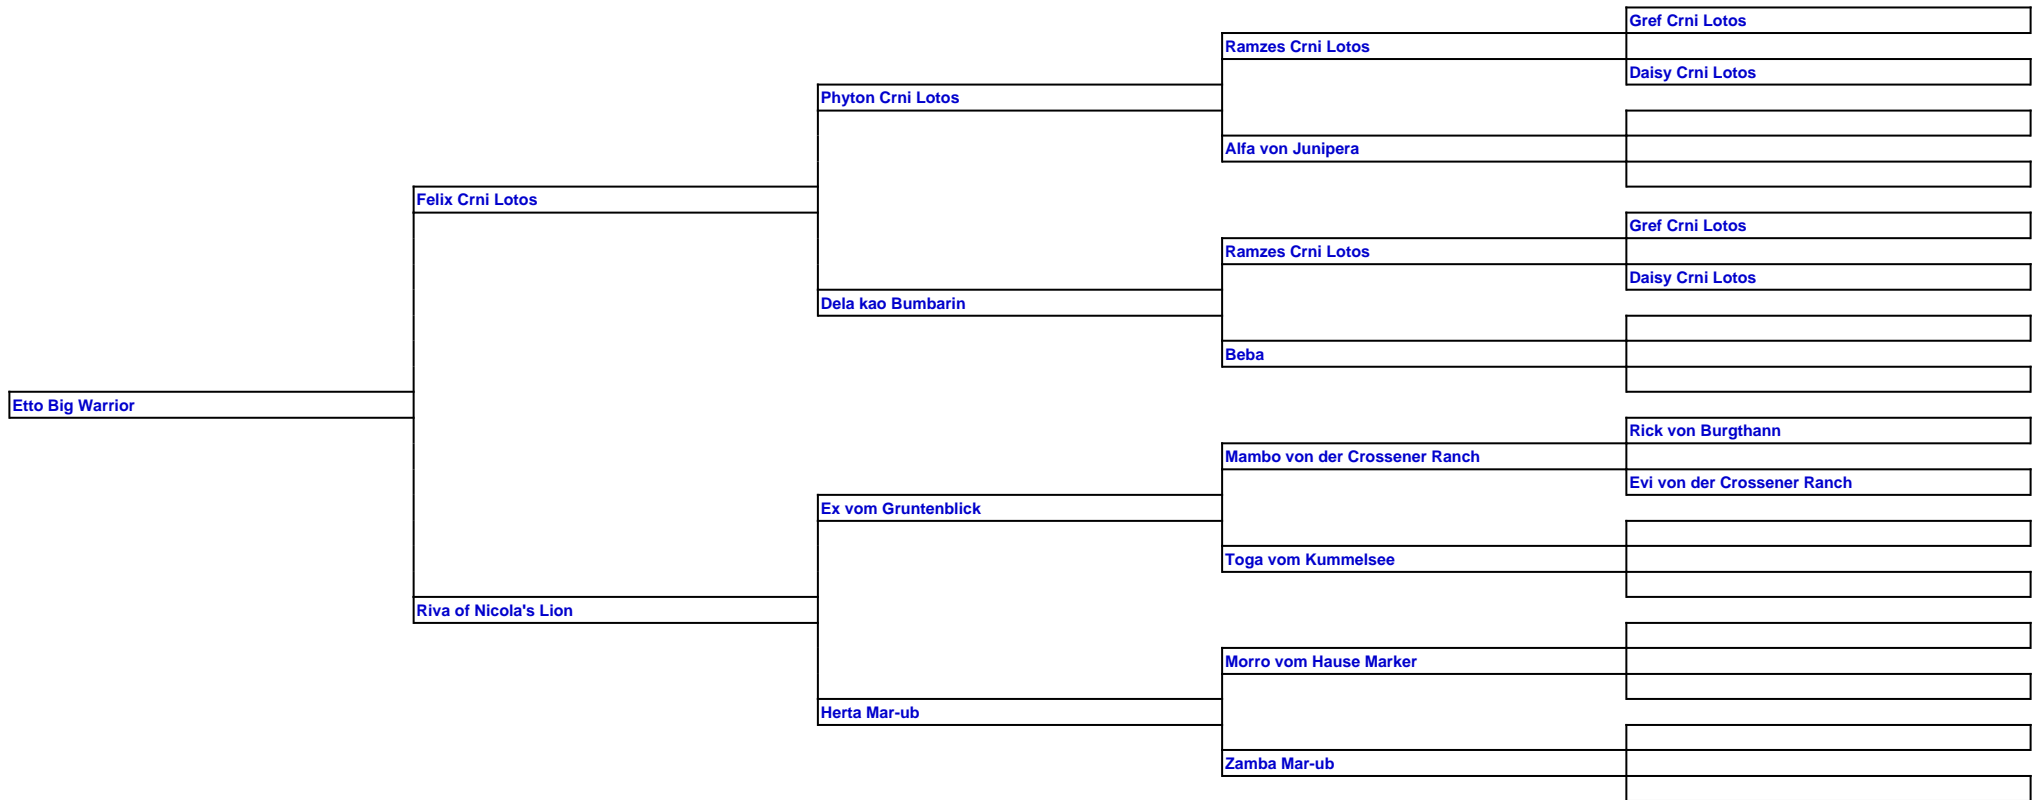 Gref Crni Lotos
Ramzes Crni Lotos
Daisy Crni Lotos
Phyton Crni Lotos
Alfa von Junipera
Felix Crni Lotos
Gref Crni Lotos
Ramzes Crni Lotos
Daisy Crni Lotos
Dela kao Bumbarin
Beba
Etto Big Warrior
Rick von Burgthann
Mambo von der Crossener Ranch
Evi von der Crossener Ranch
Ex vom Gruntenblick
Toga vom Kummelsee
Riva of Nicola's Lion
Morro vom Hause Marker
Herta Mar-ub
Zamba Mar-ub